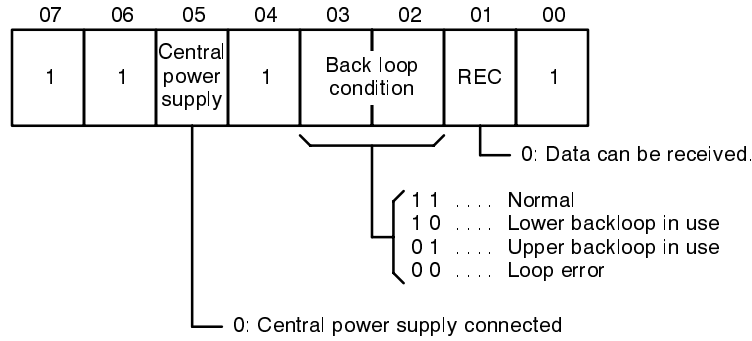 07 06 05 04 03 02 01 00
1 1 Central power supply 1 Back loop condition REC 1
0: Data can be received.
1 1 .... Normal
1 0 .... Lower backloop in use
0 1 .... Upper backloop in use
0 0 .... Loop error
0: Central power supply connected